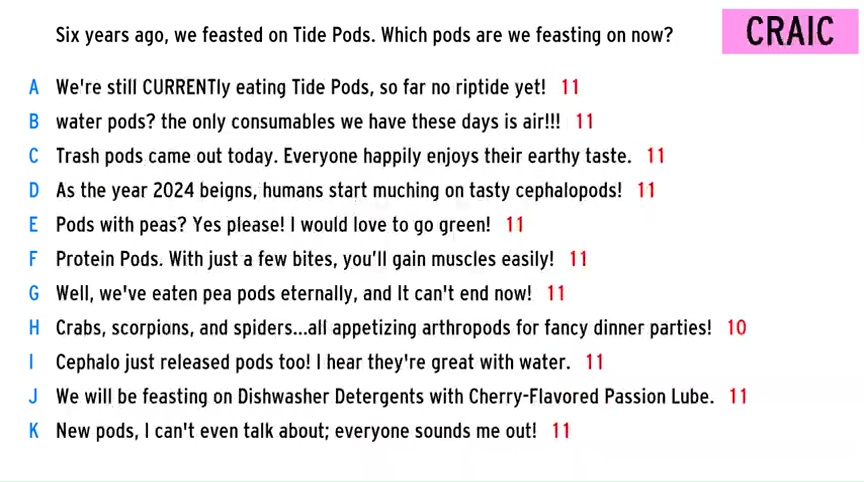 Six years ago, we feasted on Tide Pods. Which pods are we feasting on now?
CRAIC
A We're still CURRENTly eating Tide Pods, so far no riptide yet! 11
B water pods? the only consumables we have these days is air!!! 11
C Trash pods came out today. Everyone happily enjoys their earthy taste. 11
D As the year 2024 beigns, humans start muching on tasty cephalopods! 11
E Pods with peas? Yes please! I would love to go green! 11
F Protein Pods. With just a few bites, you'll gain muscles easily! 11
G Well, we've eaten pea pods eternally, and It can't end now! 11
H Crabs, scorpions, and spiders...all appetizing arthropods for fancy dinner parties! 10
I Cephalo just released pods too! I hear they're great with water. 11
J We will be feasting on Dishwasher Detergents with Cherry-Flavored Passion Lube. 11
K New pods, I can't even talk about; everyone sounds me out! 11